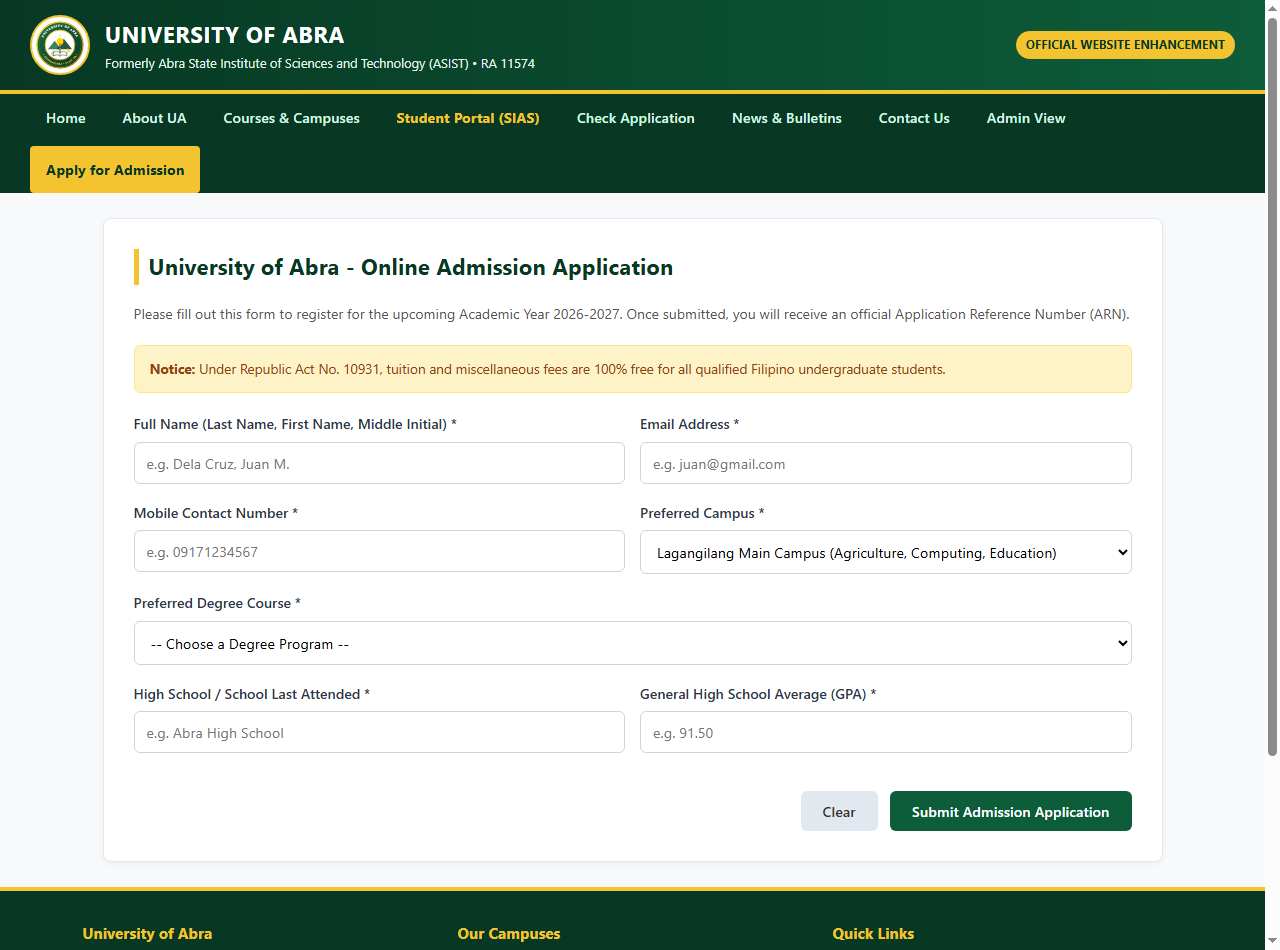 UNIVERSITY OF ABRA
Formerly Abra State Institute of Sciences and Technology (ASIST) • RA 11574
OFFICIAL WEBSITE ENHANCEMENT
Home
About UA
Courses & Campuses
Student Portal (SIAS)
Check Application
News & Bulletins
Contact Us
Admin View
Apply for Admission
University of Abra - Online Admission Application
Please fill out this form to register for the upcoming Academic Year 2026-2027. Once submitted, you will receive an official Application Reference Number (ARN).
Notice: Under Republic Act No. 10931, tuition and miscellaneous fees are 100% free for all qualified Filipino undergraduate students.
Full Name (Last Name, First Name, Middle Initial) *
Email Address *
e.g. Dela Cruz, Juan M.
e.g. juan@gmail.com
Mobile Contact Number *
Preferred Campus *
e.g. 09171234567
Lagangilang Main Campus (Agriculture, Computing, Education)
Preferred Degree Course *
-- Choose a Degree Program --
High School / School Last Attended *
General High School Average (GPA) *
e.g. Abra High School
e.g. 91.50
Clear
Submit Admission Application
University of Abra
Our Campuses
Quick Links